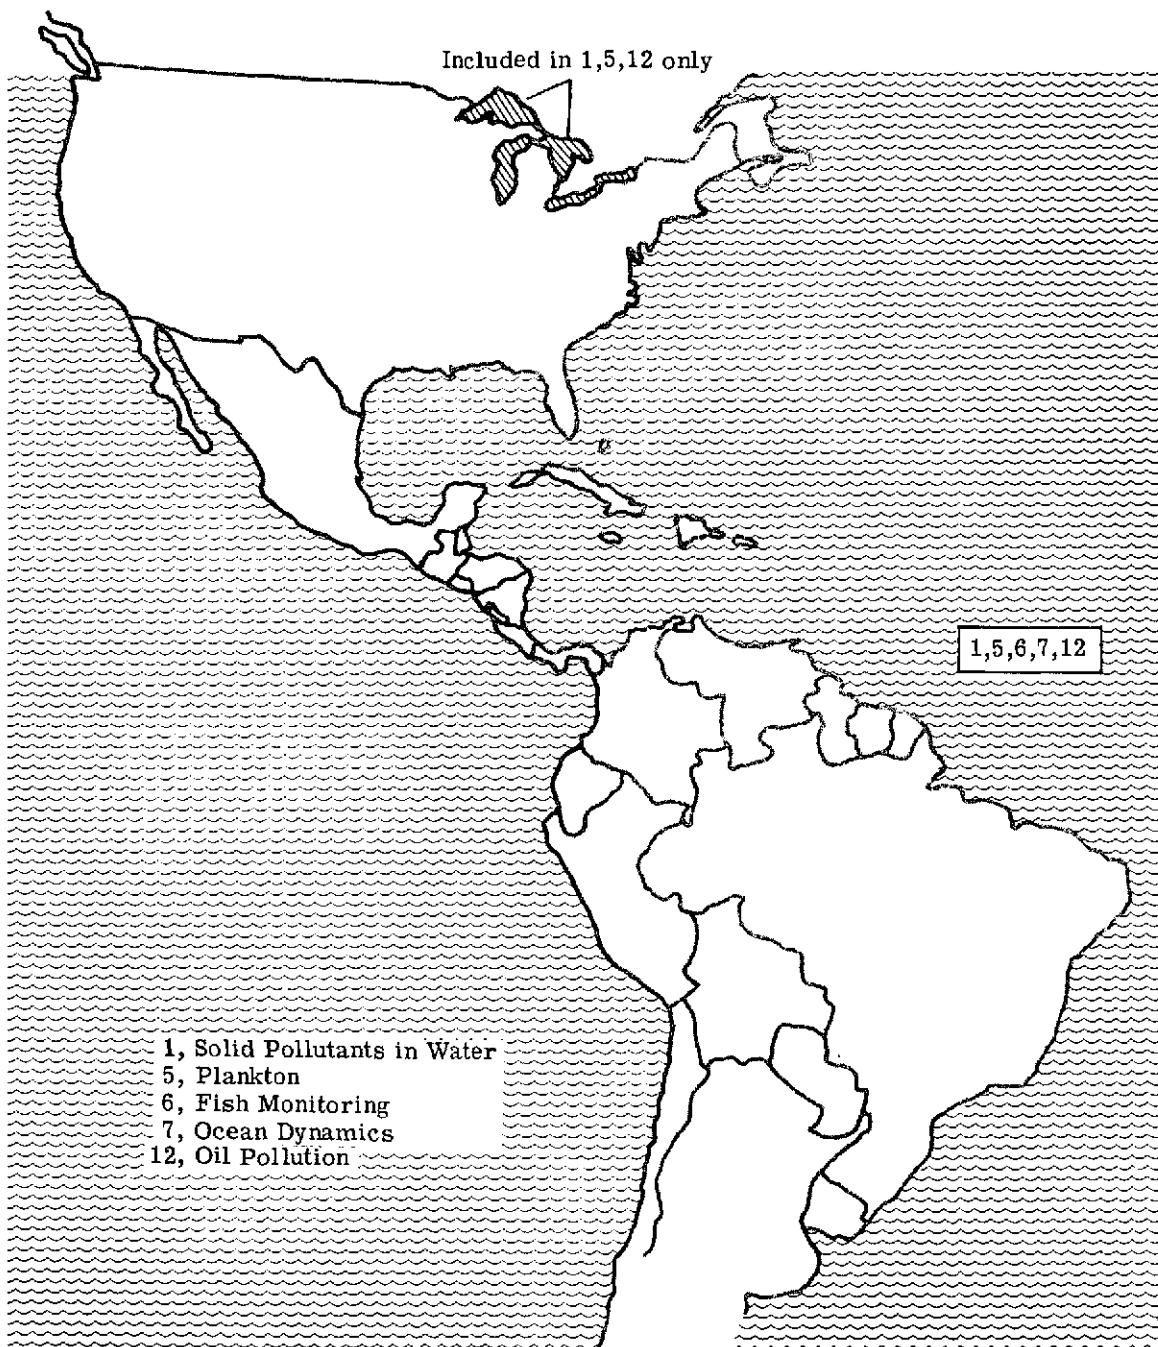 Included in 1,5,12 only
1,5,6,7,12
1, Solid Pollutants in Water
5, Plankton
6, Fish Monitoring
7, Ocean Dynamics
12, Oil Pollution